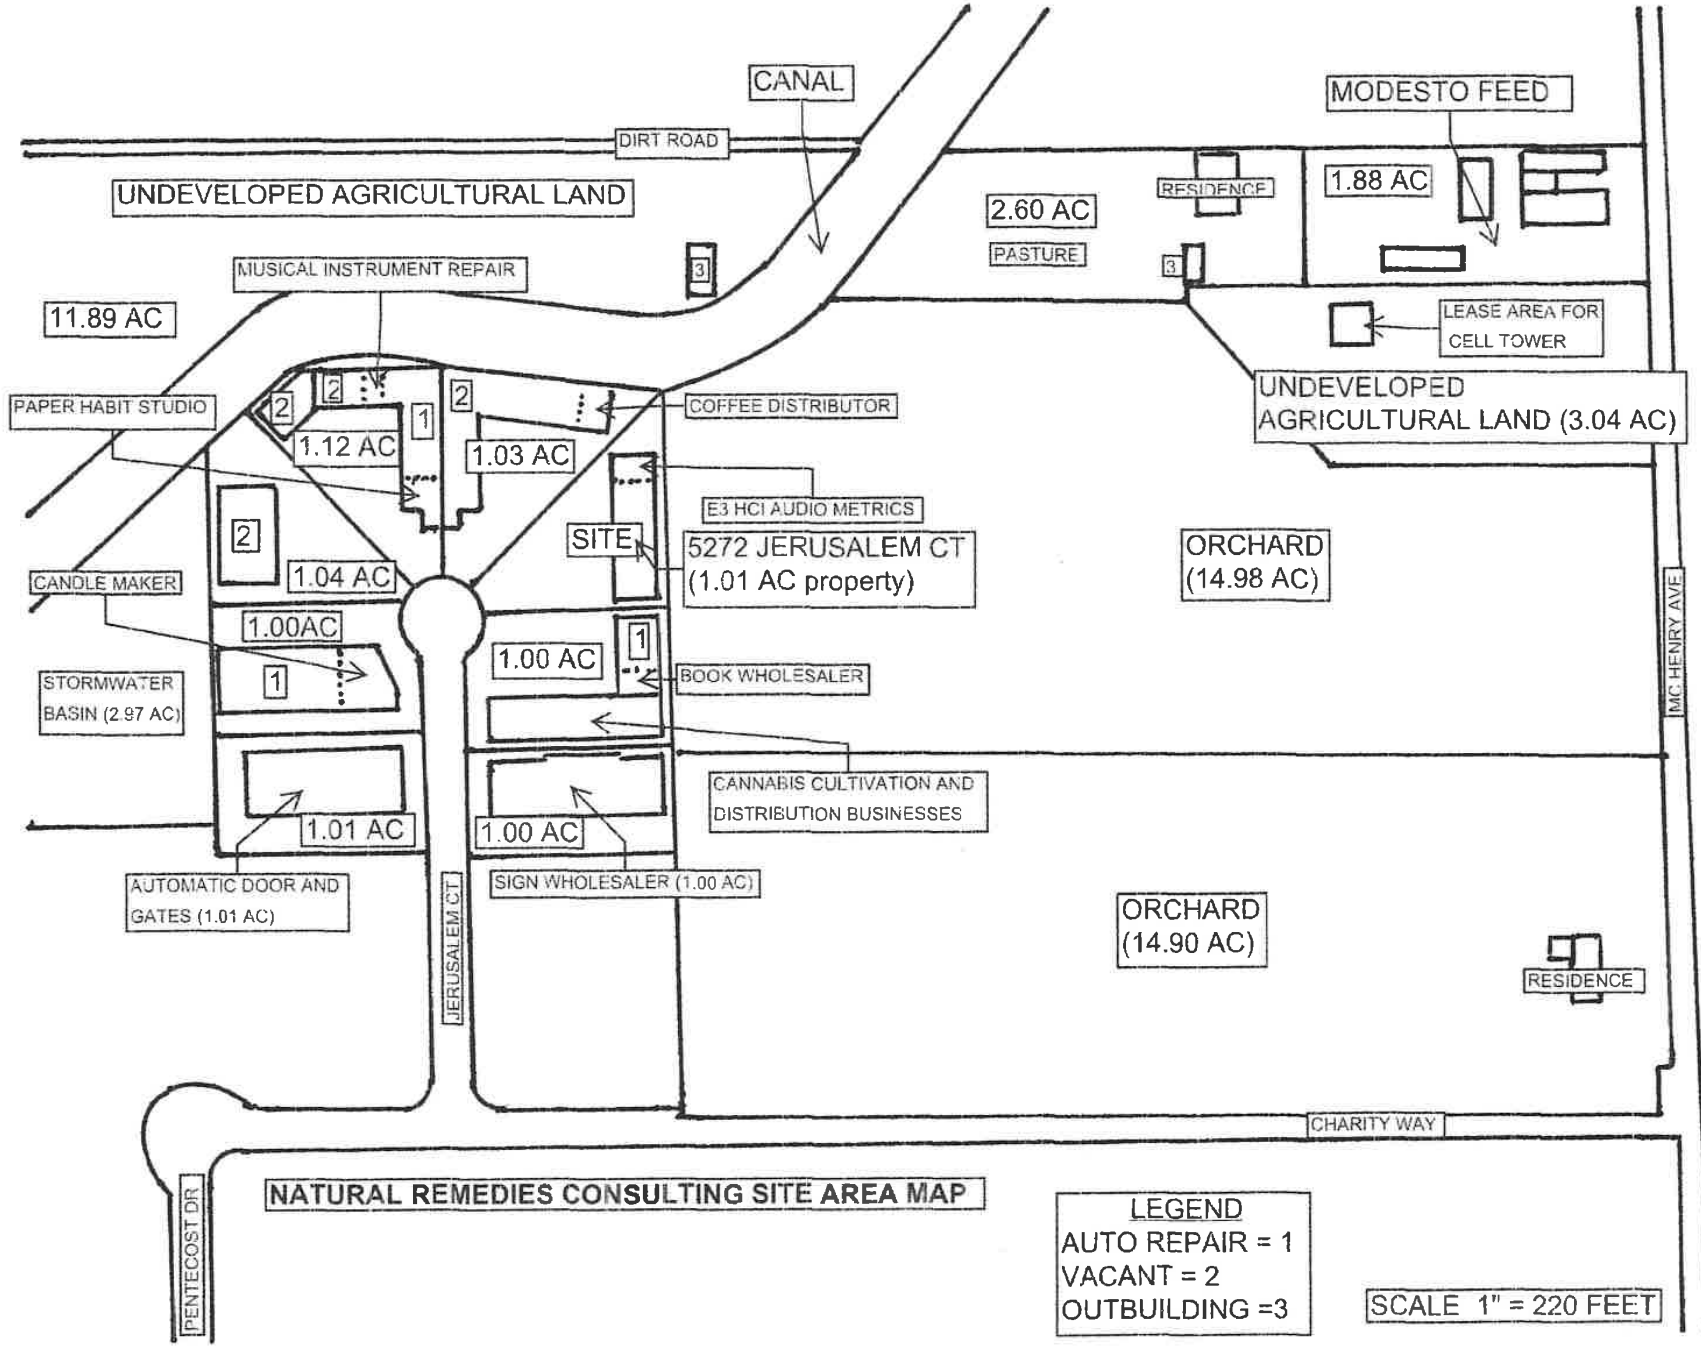 CANAL
MODESTO FEED
DIRT ROAD
UNDEVELOPED AGRICULTURAL LAND
RESIDENCE
1.88 AC
2.60 AC
PASTURE
3
3
MUSICAL INSTRUMENT REPAIR
11.89 AC
LEASE AREA FOR
CELL TOWER
UNDEVELOPED
AGRICULTURAL LAND (3.04 AC)
PAPER HABIT STUDIO
2
2
1
2
COFFEE DISTRIBUTOR
1.12 AC
1.03 AC
E3 HCI AUDIO METRICS
2
SITE
5272 JERUSALEM CT
(1.01 AC property)
ORCHARD
(14.98 AC)
CANDLE MAKER
1.04 AC
1.00AC
1.00 AC
1
MC HENRY AVE
STORMWATER
BASIN (2.97 AC)
1
BOOK WHOLESALER
CANNABIS CULTIVATION AND
DISTRIBUTION BUSINESSES
1.01 AC
1.00 AC
AUTOMATIC DOOR AND
GATES (1.01 AC)
SIGN WHOLESALER (1.00 AC)
JERUSALEM CT
ORCHARD
(14.90 AC)
RESIDENCE
CHARITY WAY
PENTECOST DR
NATURAL REMEDIES CONSULTING SITE AREA MAP
LEGEND
AUTO REPAIR = 1
VACANT = 2
OUTBUILDING =3
SCALE 1" = 220 FEET